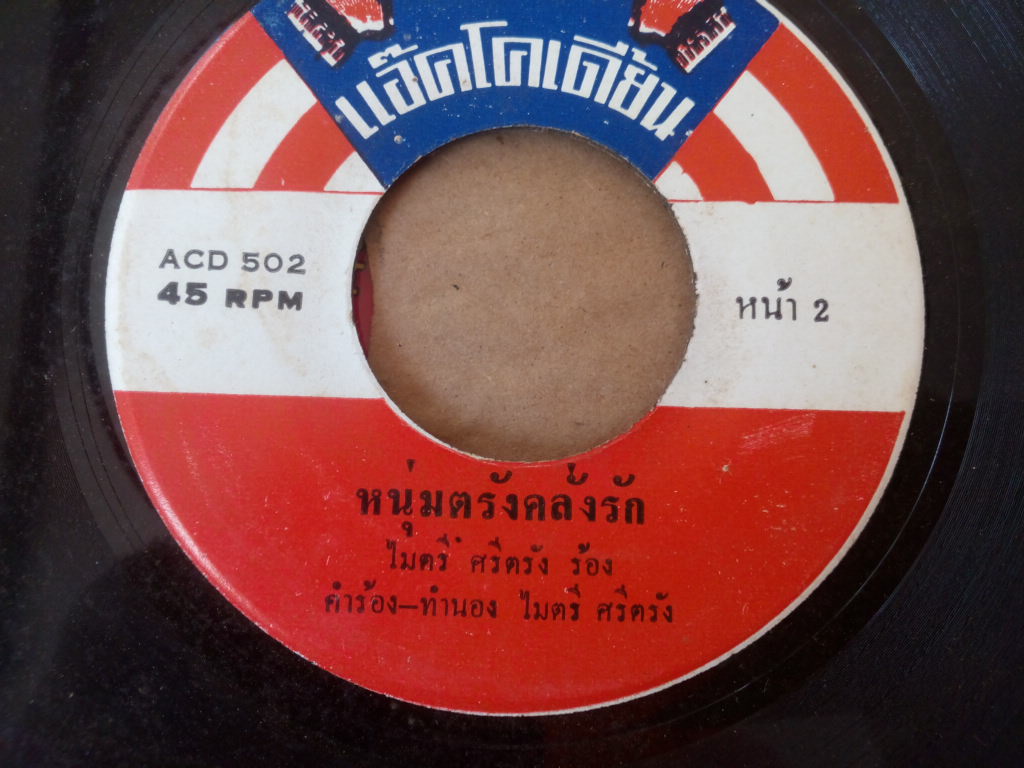 แอ๊คโคเดียน
ACD 502
45 RPM
หน้า 2
หนุ่มตรังคลั่งรัก
ไมตรี ศรีตรัง ร้อง
คำร้อง–ทำนอง ไมตรี ศรีตรัง